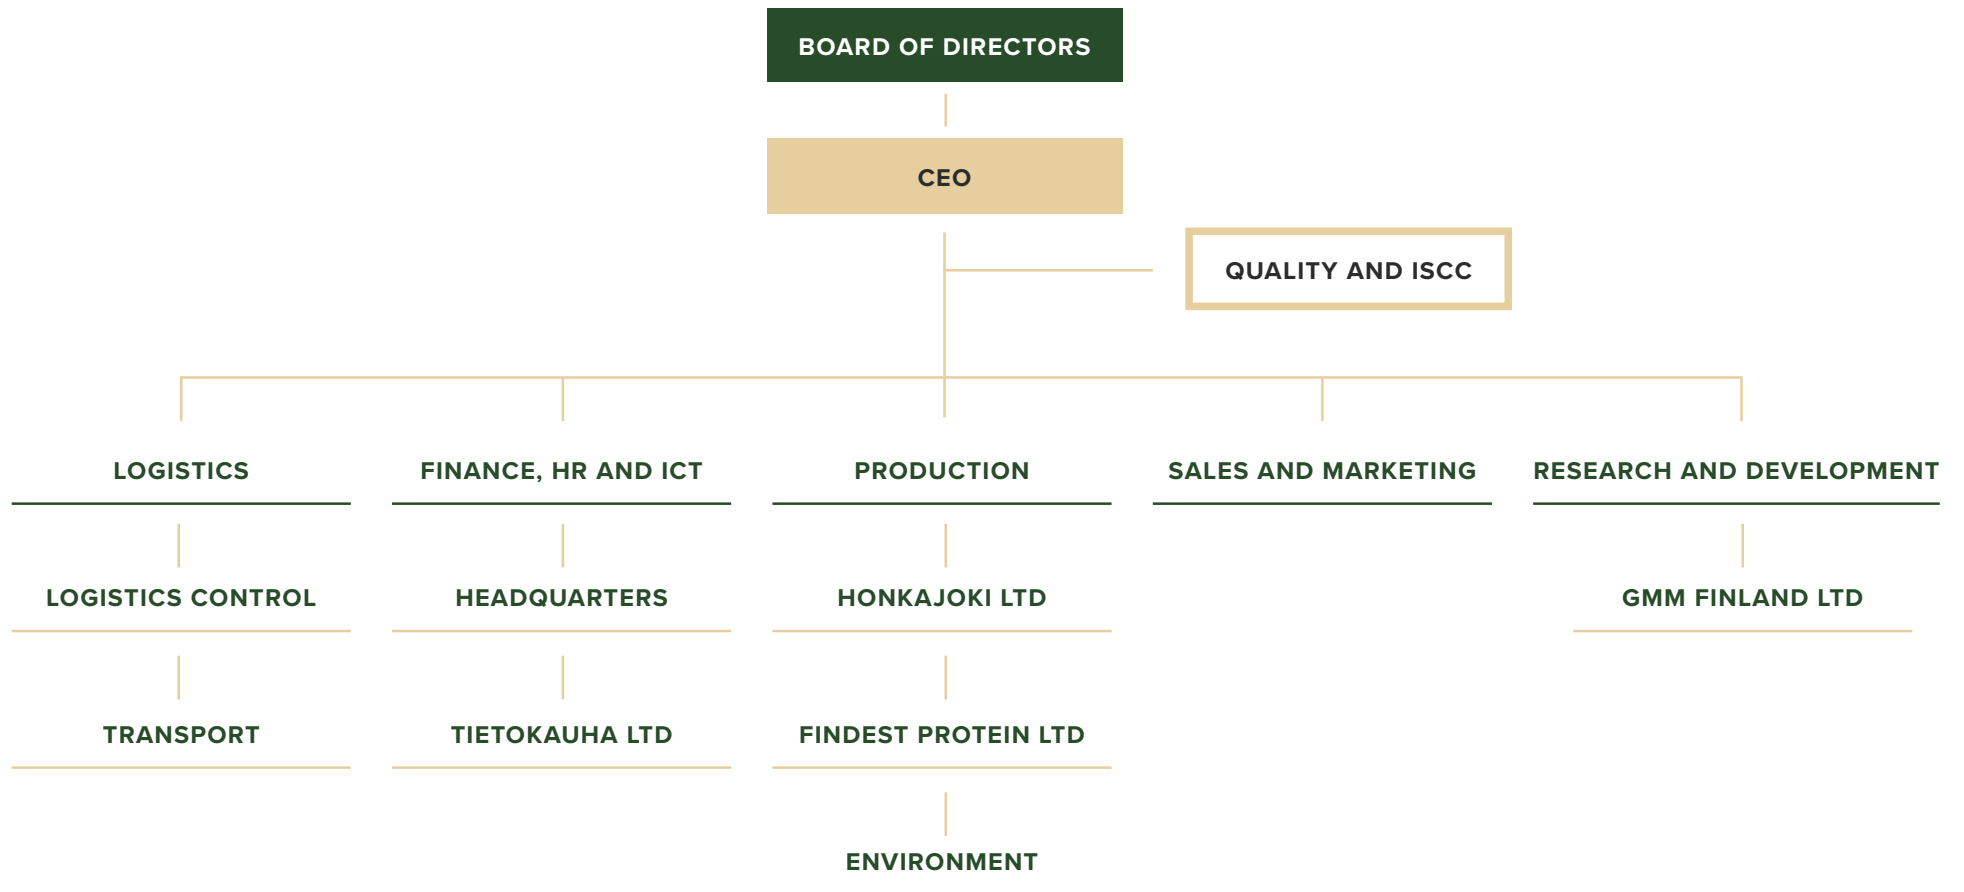 BOARD OF DIRECTORS
CEO
QUALITY AND ISCC
LOGISTICS
FINANCE, HR AND ICT
PRODUCTION
SALES AND MARKETING
RESEARCH AND DEVELOPMENT
LOGISTICS CONTROL
HEADQUARTERS
HONKAJOKI LTD
GMM FINLAND LTD
TRANSPORT
TIETOKAUHA LTD
FINDEST PROTEIN LTD
ENVIRONMENT